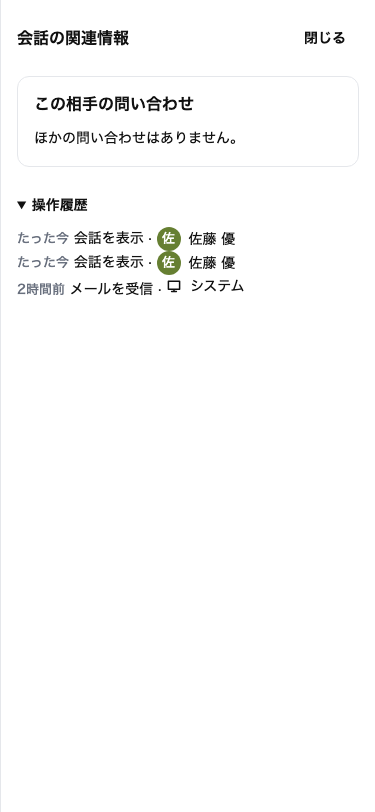 会話の関連情報
閉じる
この相手の問い合わせ
ほかの問い合わせはありません。
▼ 操作履歴
たった今 会話を表示 · 佐 佐藤 優
たった今 会話を表示 · 佐 佐藤 優
2時間前 メールを受信 · システム